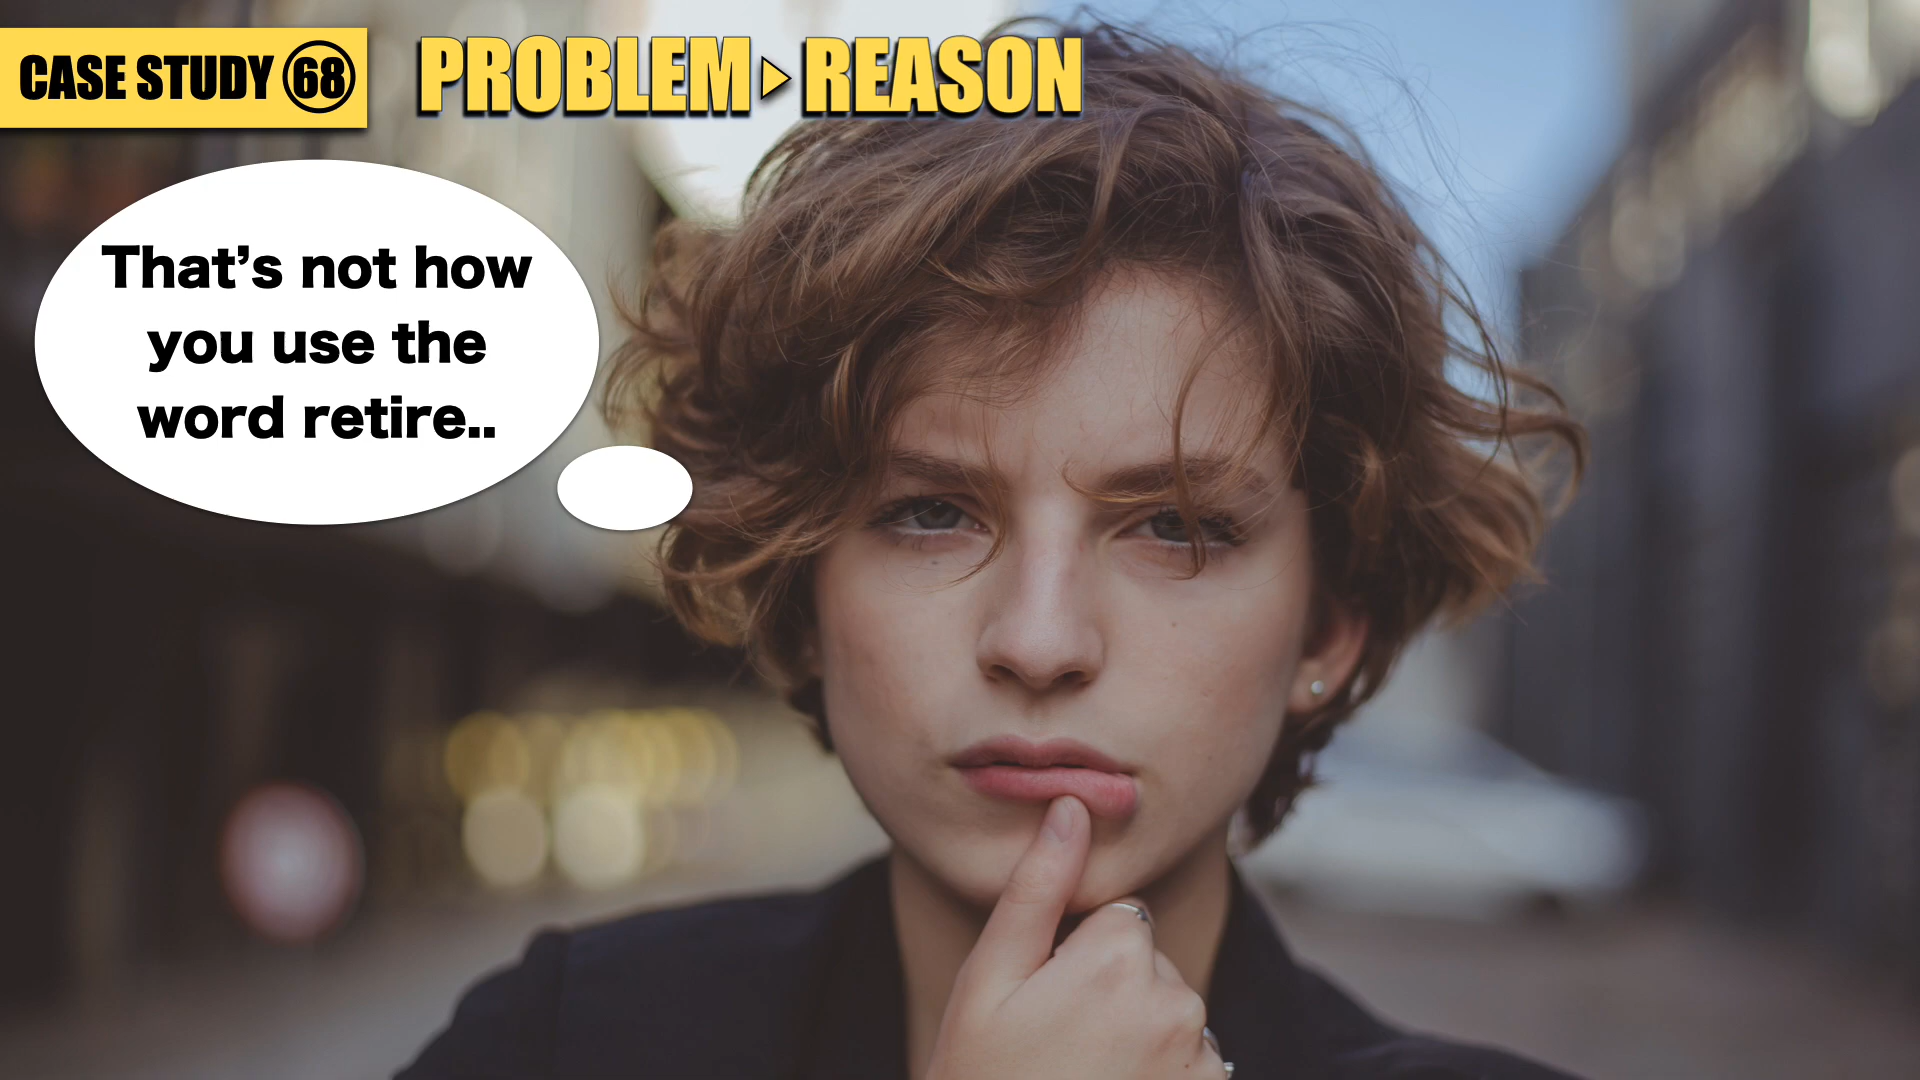 CASE STUDY 68 PROBLEM▶REASON
That's not how
you use the
word retire..